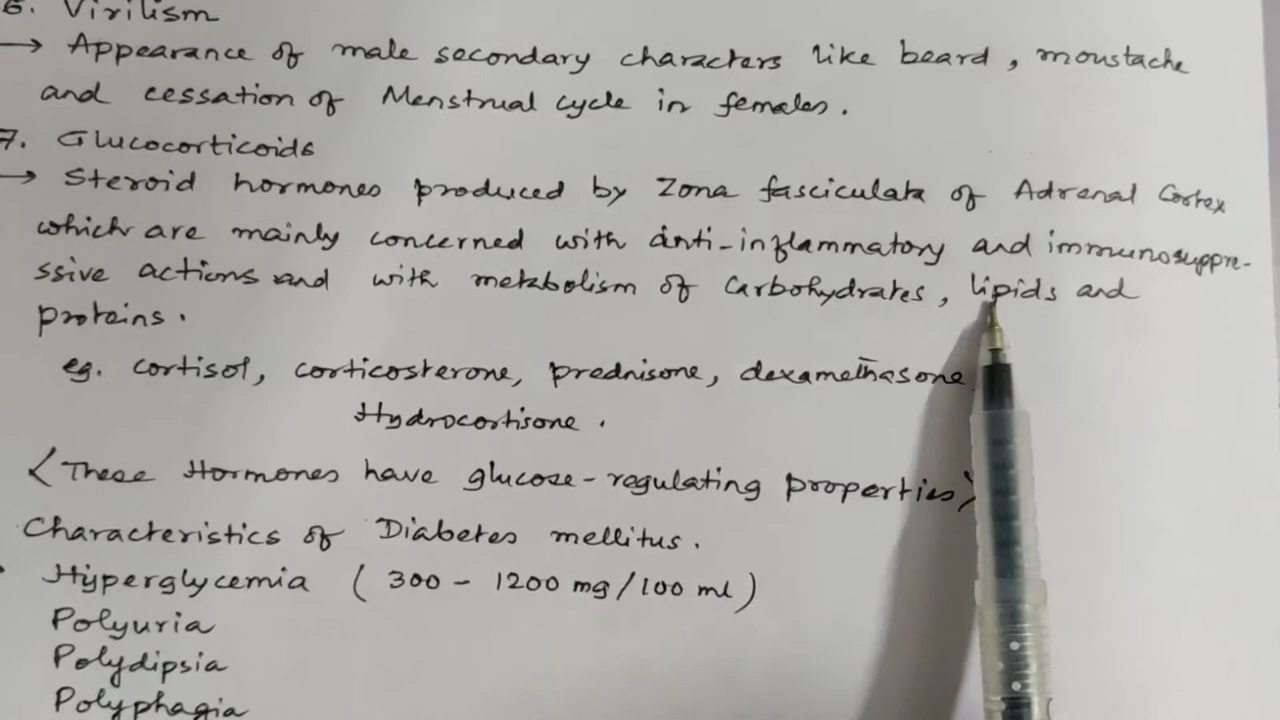 6. Virilism
→ Appearance of male secondary characters like beard, moustache
and cessation of Menstrual cycle in females.
7. Glucocorticoids
→ Steroid hormones produced by Zona fasciculata of Adrenal Cortex
which are mainly concerned with anti-inflammatory and immunosuppre-
ssive actions and with metabolism of Carbohydrates, lipids and
proteins.
eg. cortisol, corticosterone, prednisone, dexamethasone
Hydrocortisone.
<These Hormones have glucose-regulating properties>
Characteristics of Diabetes mellitus.
Hyperglycemia (300 - 1200 mg/100 ml)
Polyuria
Polydipsia
Polyphagia